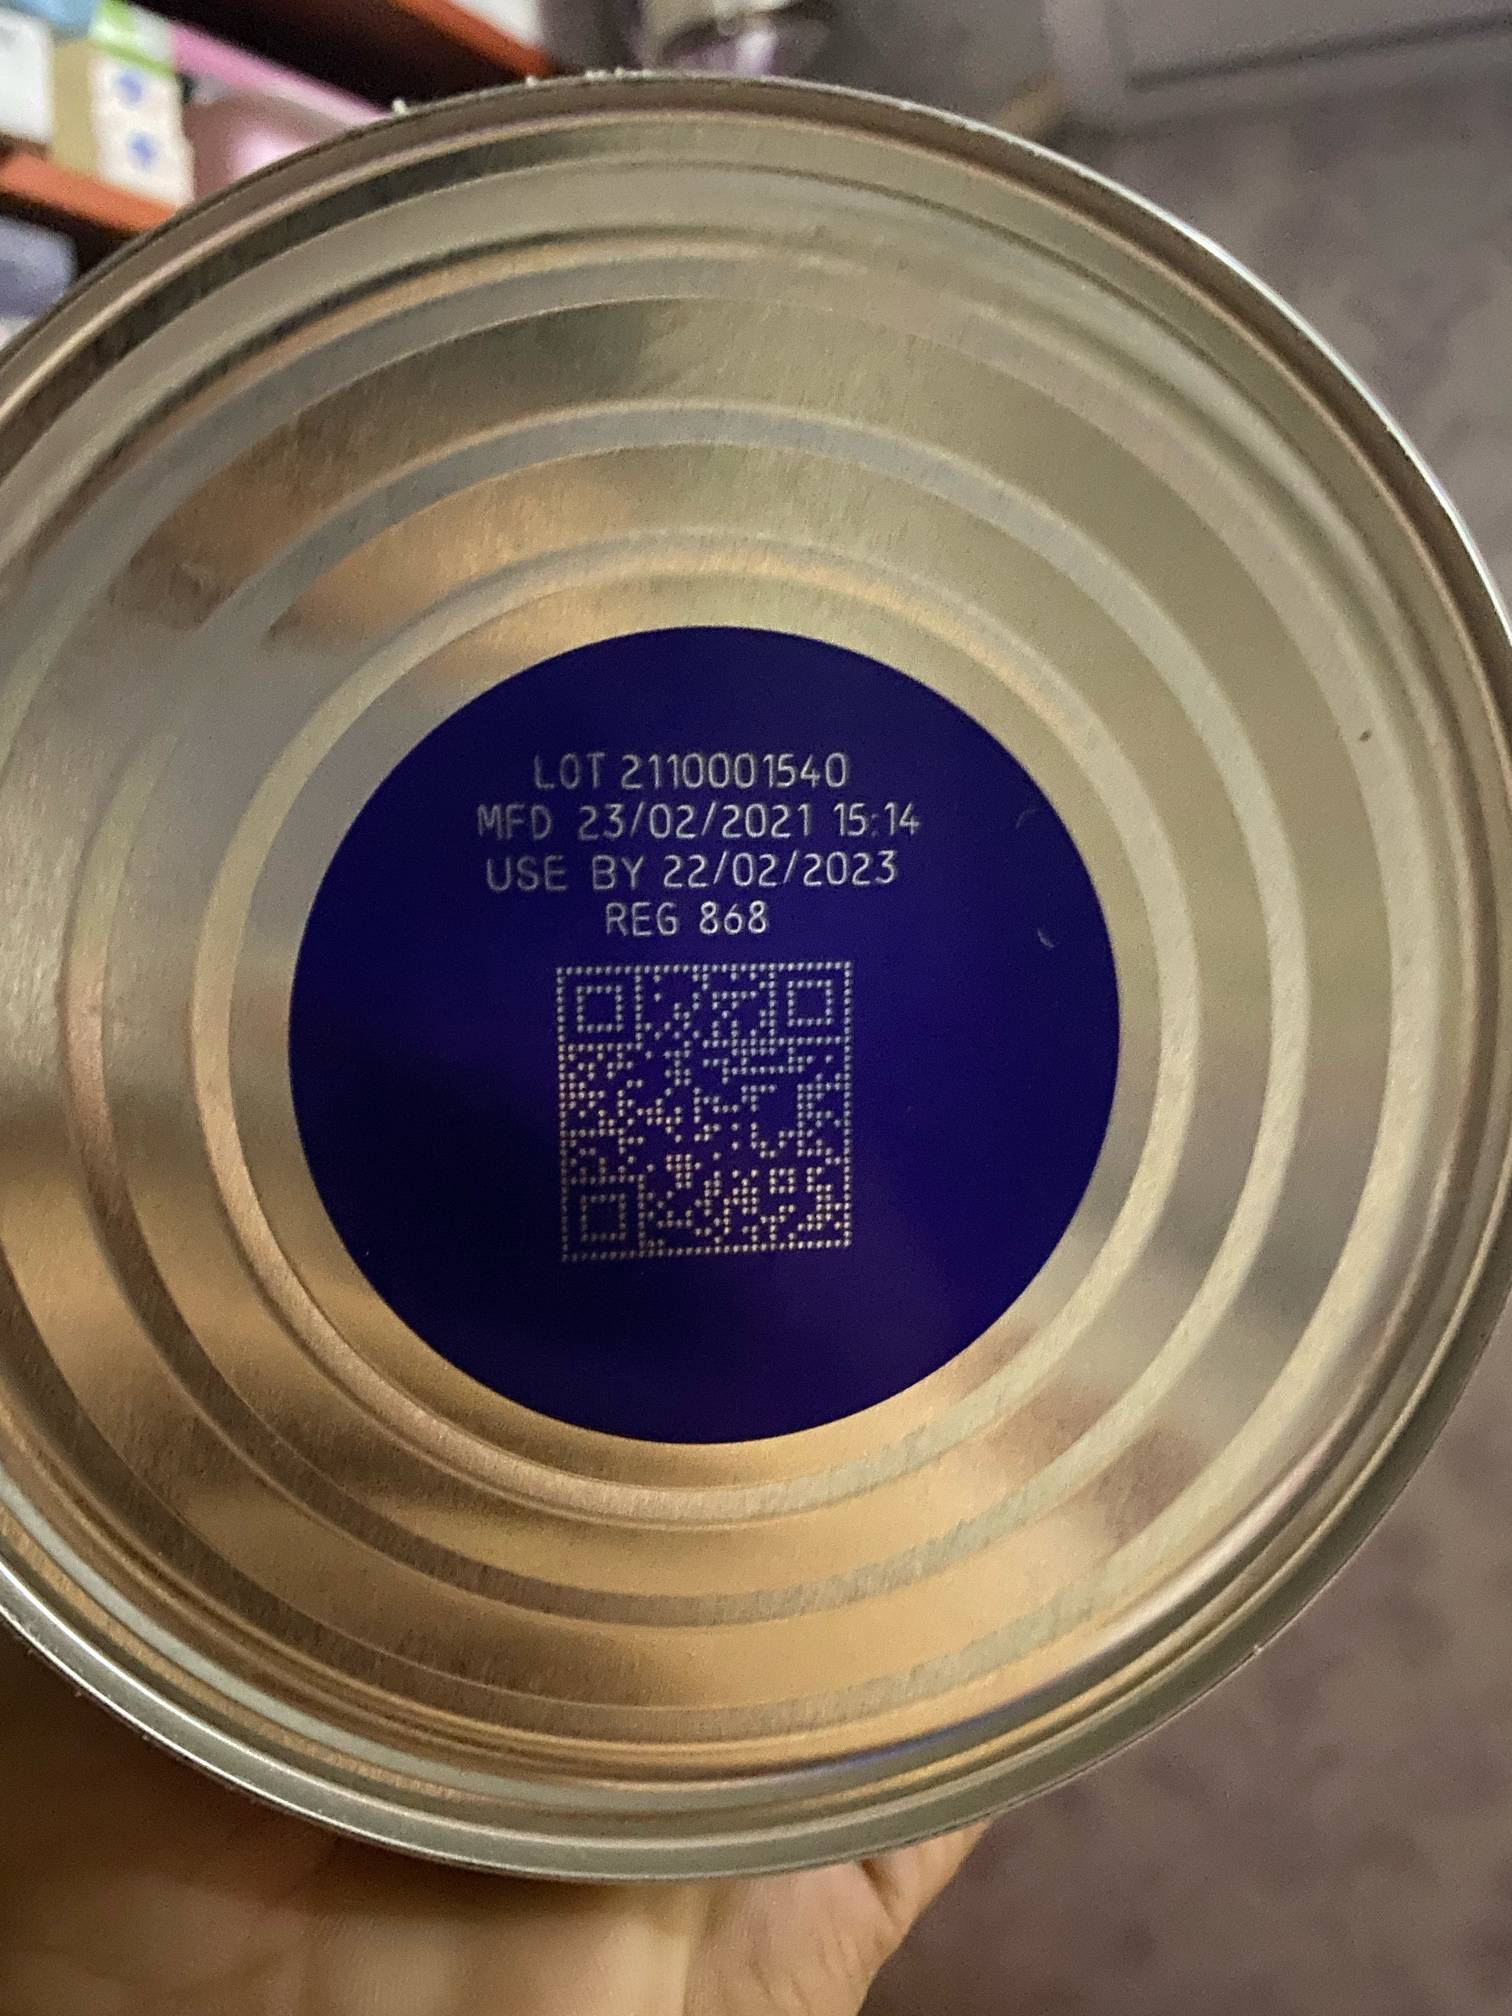 LOT 2110001540
MFD 23/02/2021 15:14
USE BY 22/02/2023
REG 868